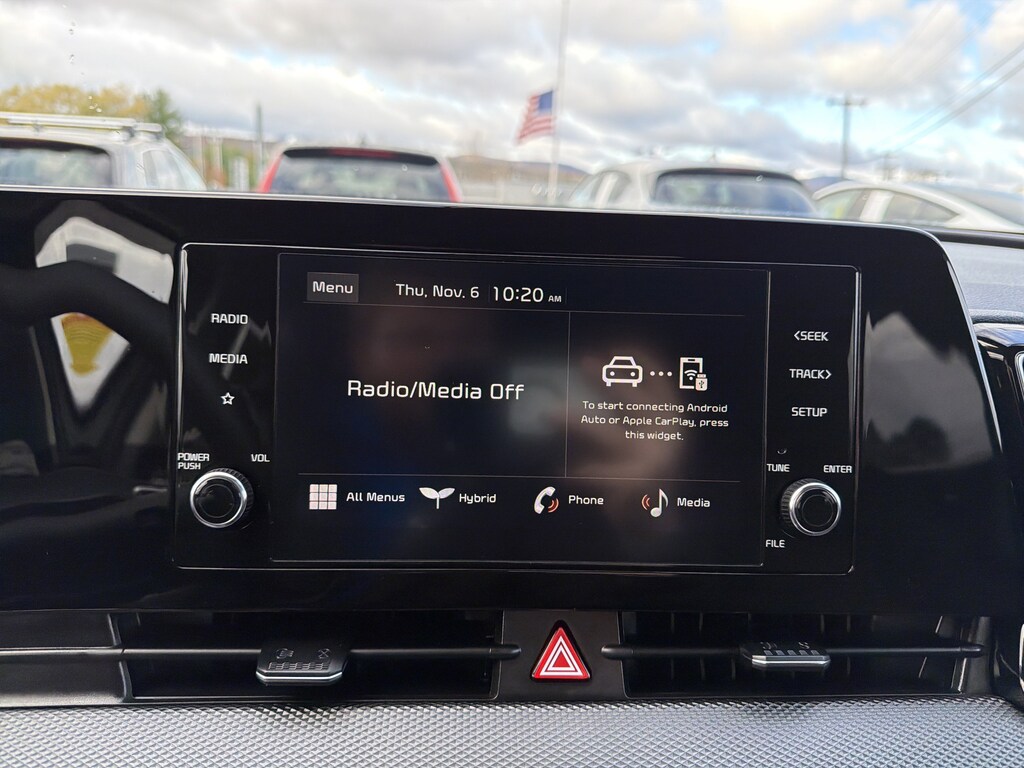 Menu
Thu, Nov. 6 10:20 AM
RADIO
MEDIA
POWER
PUSH
VOL
Radio/Media Off
To start connecting Android
Auto or Apple CarPlay, press
this widget.
All Menus
Hybrid
Phone
Media
<SEEK
TRACK>
SETUP
TUNE
ENTER
FILE